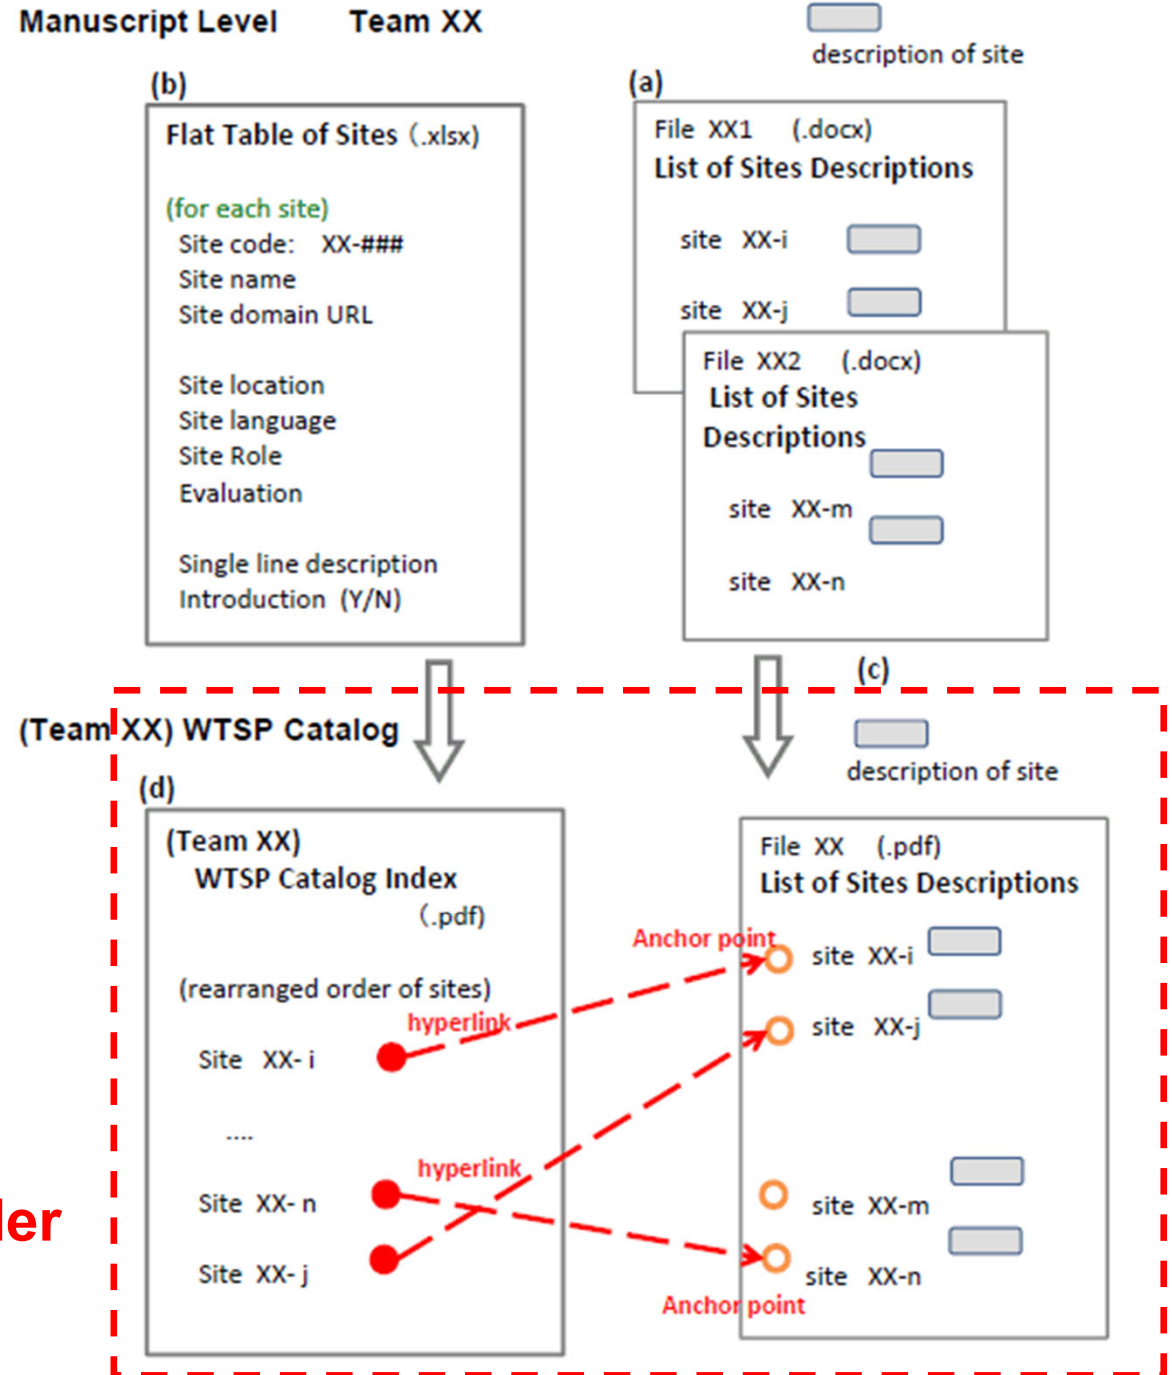 Manuscript Level Team XX
description of site
(b)
Flat Table of Sites (.xlsx)
(for each site)
Site code: XX-###
Site name
Site domain URL
Site location
Site language
Site Role
Evaluation
Single line description
Introduction (Y/N)
(a)
File XX1 (.docx)
List of Sites Descriptions
site XX-i
site XX-j
File XX2 (.docx)
List of Sites
Descriptions
site XX-m
site XX-n
(c)
(Team XX) WTSP Catalog
description of site
(d)
(Team XX)
WTSP Catalog Index
(.pdf)
(rearranged order of sites)
hyperlink
Site XX- i
....
hyperlink
Site XX- n
Site XX- j
File XX (.pdf)
List of Sites Descriptions
Anchor point
site XX-i
site XX-j
site XX-m
site XX-n
Anchor point